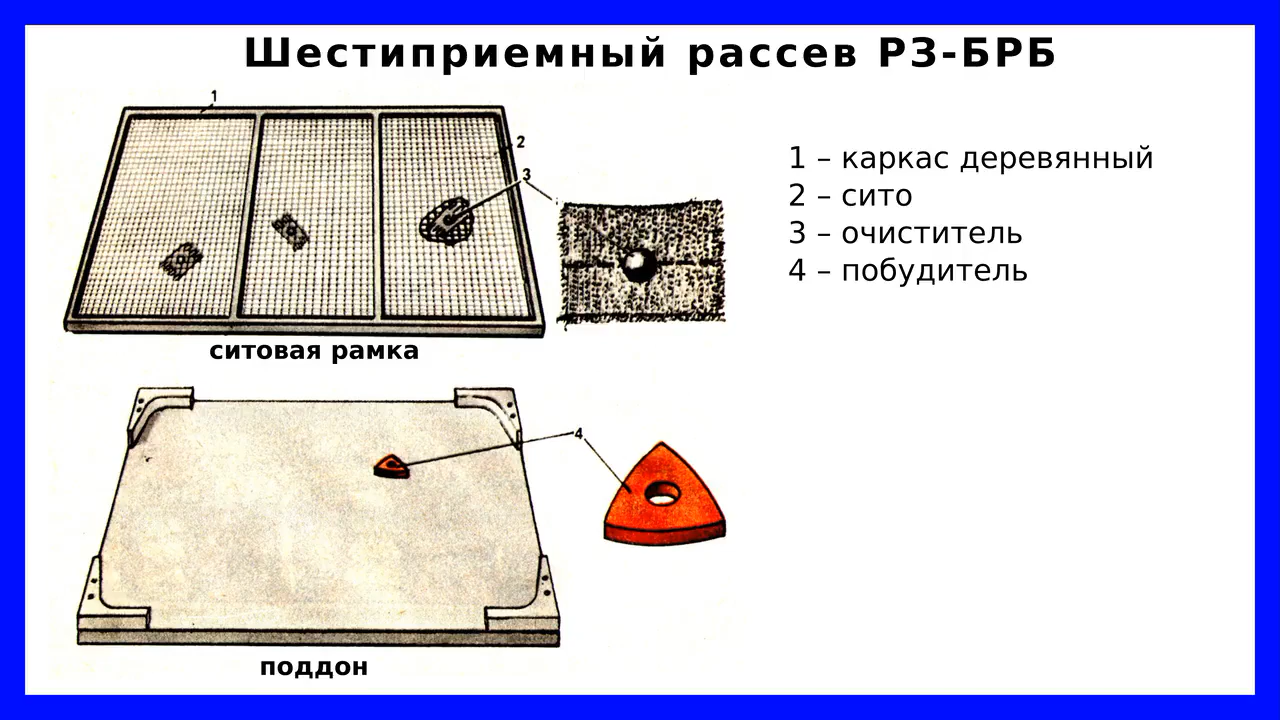 Шестиприемный рассев РЗ-БРБ
1
2
3
1 – каркас деревянный
2 – сито
3 – очиститель
4 – побудитель
ситовая рамка
4
поддон